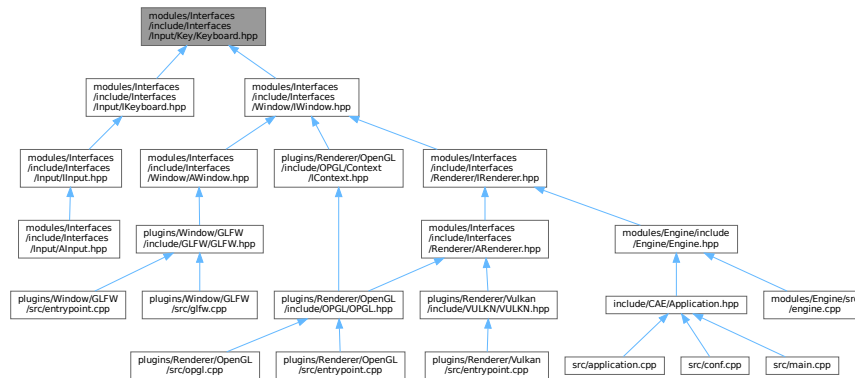 modules/Interfaces
/include/Interfaces
/Input/Key/Keyboard.hpp
modules/Interfaces
/include/Interfaces
/Input/IKeyboard.hpp
modules/Interfaces
/include/Interfaces
/Window/IWindow.hpp
modules/Interfaces
/include/Interfaces
/Input/IInput.hpp
modules/Interfaces
/include/Interfaces
/Window/AWindow.hpp
plugins/Renderer/OpenGL
/include/OPGL/Context
/IContext.hpp
modules/Interfaces
/include/Interfaces
/Renderer/IRenderer.hpp
modules/Interfaces
/include/Interfaces
/Input/AInput.hpp
plugins/Window/GLFW
/include/GLFW/GLFW.hpp
modules/Interfaces
/include/Interfaces
/Renderer/ARenderer.hpp
modules/Engine/include
/Engine/Engine.hpp
plugins/Window/GLFW
/src/entrypoint.cpp
plugins/Window/GLFW
/src/glfw.cpp
plugins/Renderer/OpenGL
/include/OPGL/OPGL.hpp
plugins/Renderer/Vulkan
/include/VULKN/VULKN.hpp
include/CAE/Application.hpp
modules/Engine/src
/engine.cpp
plugins/Renderer/OpenGL
/src/opgl.cpp
plugins/Renderer/OpenGL
/src/entrypoint.cpp
plugins/Renderer/Vulkan
/src/entrypoint.cpp
src/application.cpp
src/conf.cpp
src/main.cpp